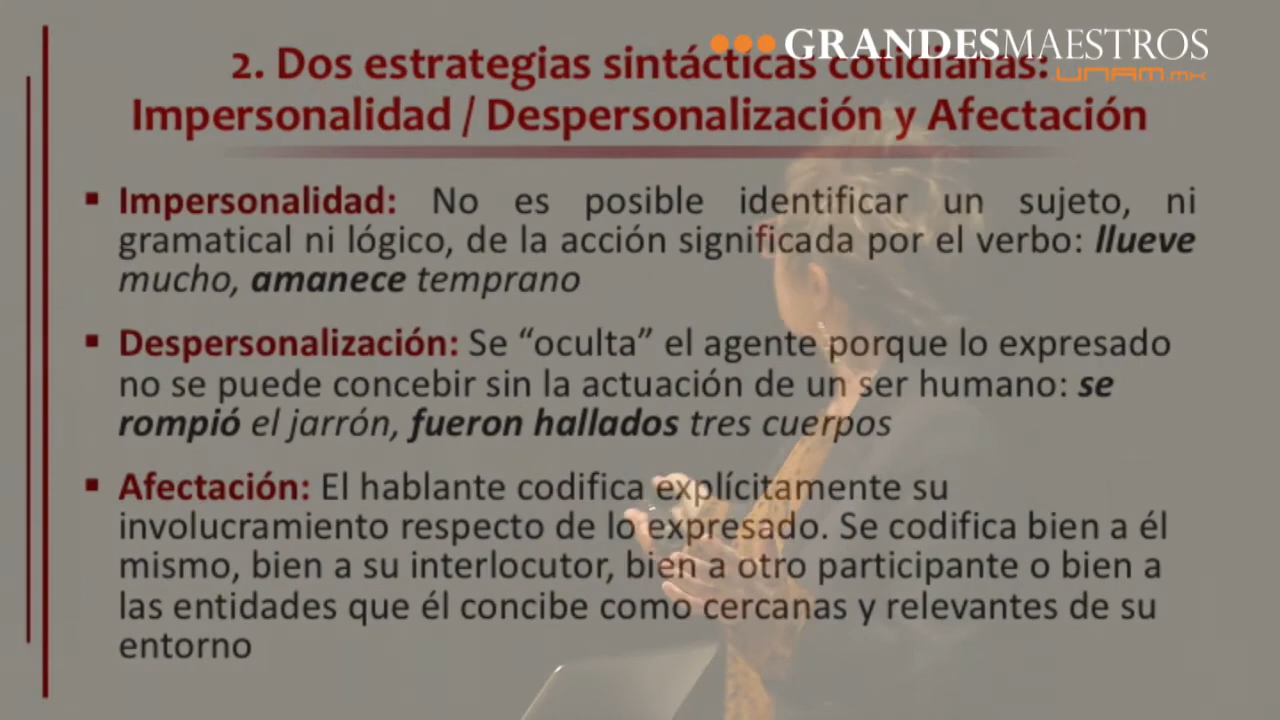 GRANDESMAESTROS
UNAM.MX
2. Dos estrategias sintácticas cotidianas:
Impersonalidad / Despersonalización y Afectación
▪ Impersonalidad: No es posible identificar un sujeto, ni
gramatical ni lógico, de la acción significada por el verbo: llueve
mucho, amanece temprano
▪ Despersonalización: Se “oculta” el agente porque lo expresado
no se puede concebir sin la actuación de un ser humano: se
rompió el jarrón, fueron hallados tres cuerpos
▪ Afectación: El hablante codifica explícitamente su
involucramiento respecto de lo expresado. Se codifica bien a él
mismo, bien a su interlocutor, bien a otro participante o bien a
las entidades que él concibe como cercanas y relevantes de su
entorno